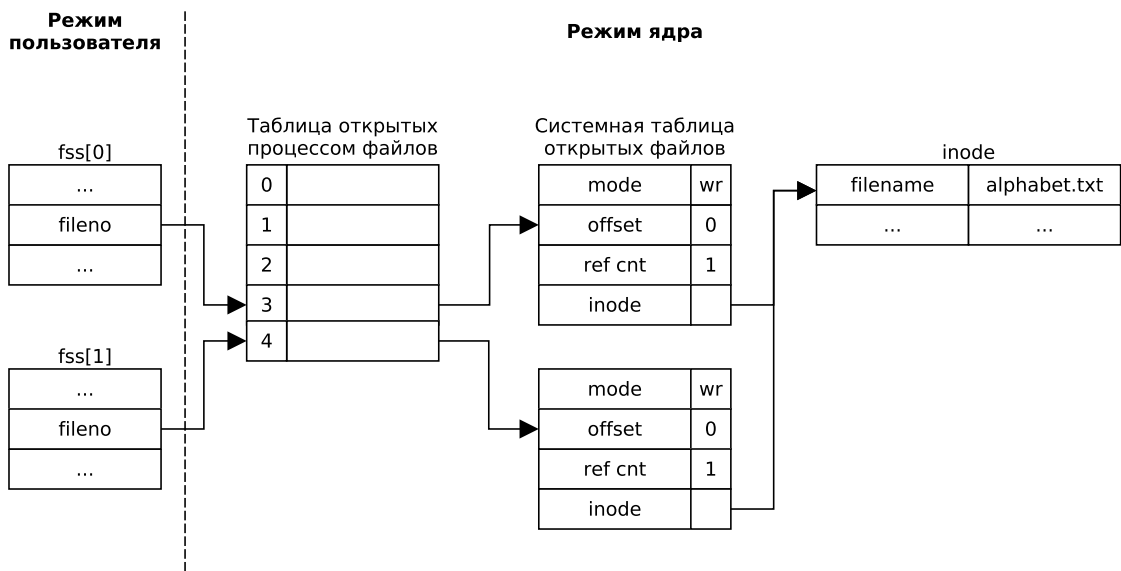 Режим
пользователя
Режим ядра
fss[0]
...
fileno
...
fss[1]
...
fileno
...
Таблица открытых
процессом файлов
0
1
2
3
4
Системная таблица
открытых файлов
mode wr
offset 0
ref cnt 1
inode
mode wr
offset 0
ref cnt 1
inode
inode
filename alphabet.txt
... ...